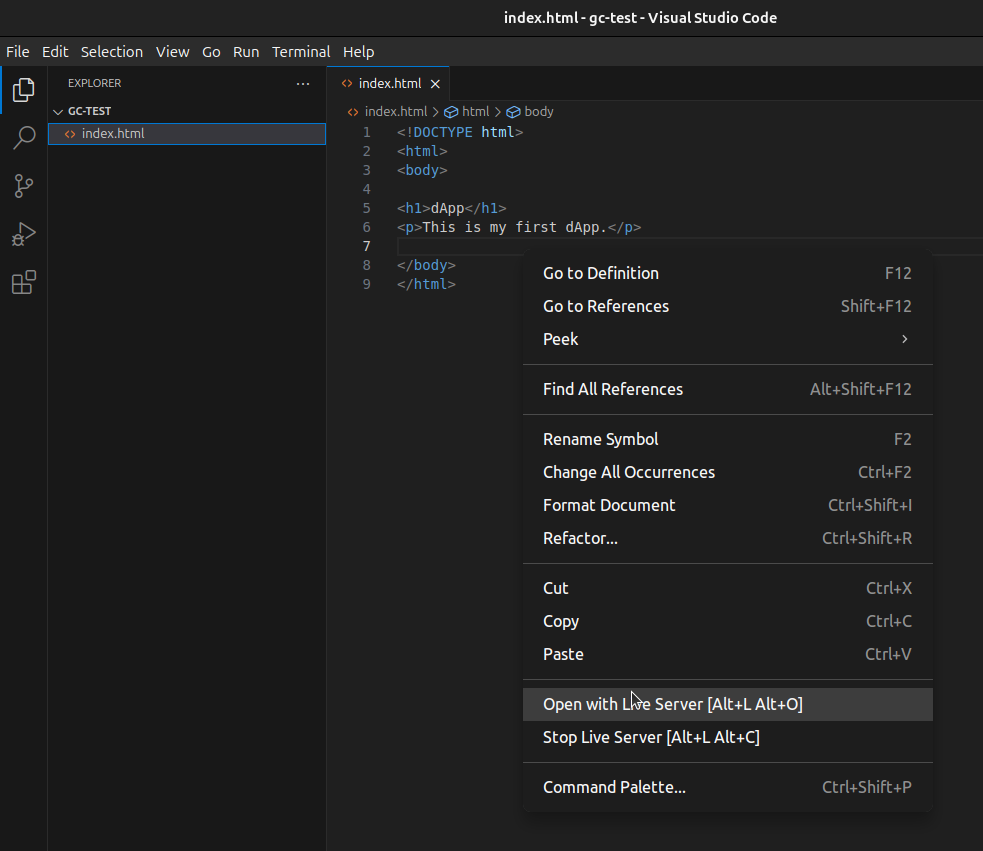 index.html - gc-test - Visual Studio Code
File Edit Selection View Go Run Terminal Help
EXPLORER ···
GC-TEST
<> index.html
<> index.html ×
<> index.html > html > body
1 <!DOCTYPE html>
2 <html>
3 <body>
4
5 <h1>dApp</h1>
6 <p>This is my first dApp.</p>
7
8 </body>
9 </html>
Go to Definition F12
Go to References Shift+F12
Peek >
Find All References Alt+Shift+F12
Rename Symbol F2
Change All Occurrences Ctrl+F2
Format Document Ctrl+Shift+I
Refactor... Ctrl+Shift+R
Cut Ctrl+X
Copy Ctrl+C
Paste Ctrl+V
Open with Live Server [Alt+L Alt+O]
Stop Live Server [Alt+L Alt+C]
Command Palette... Ctrl+Shift+P